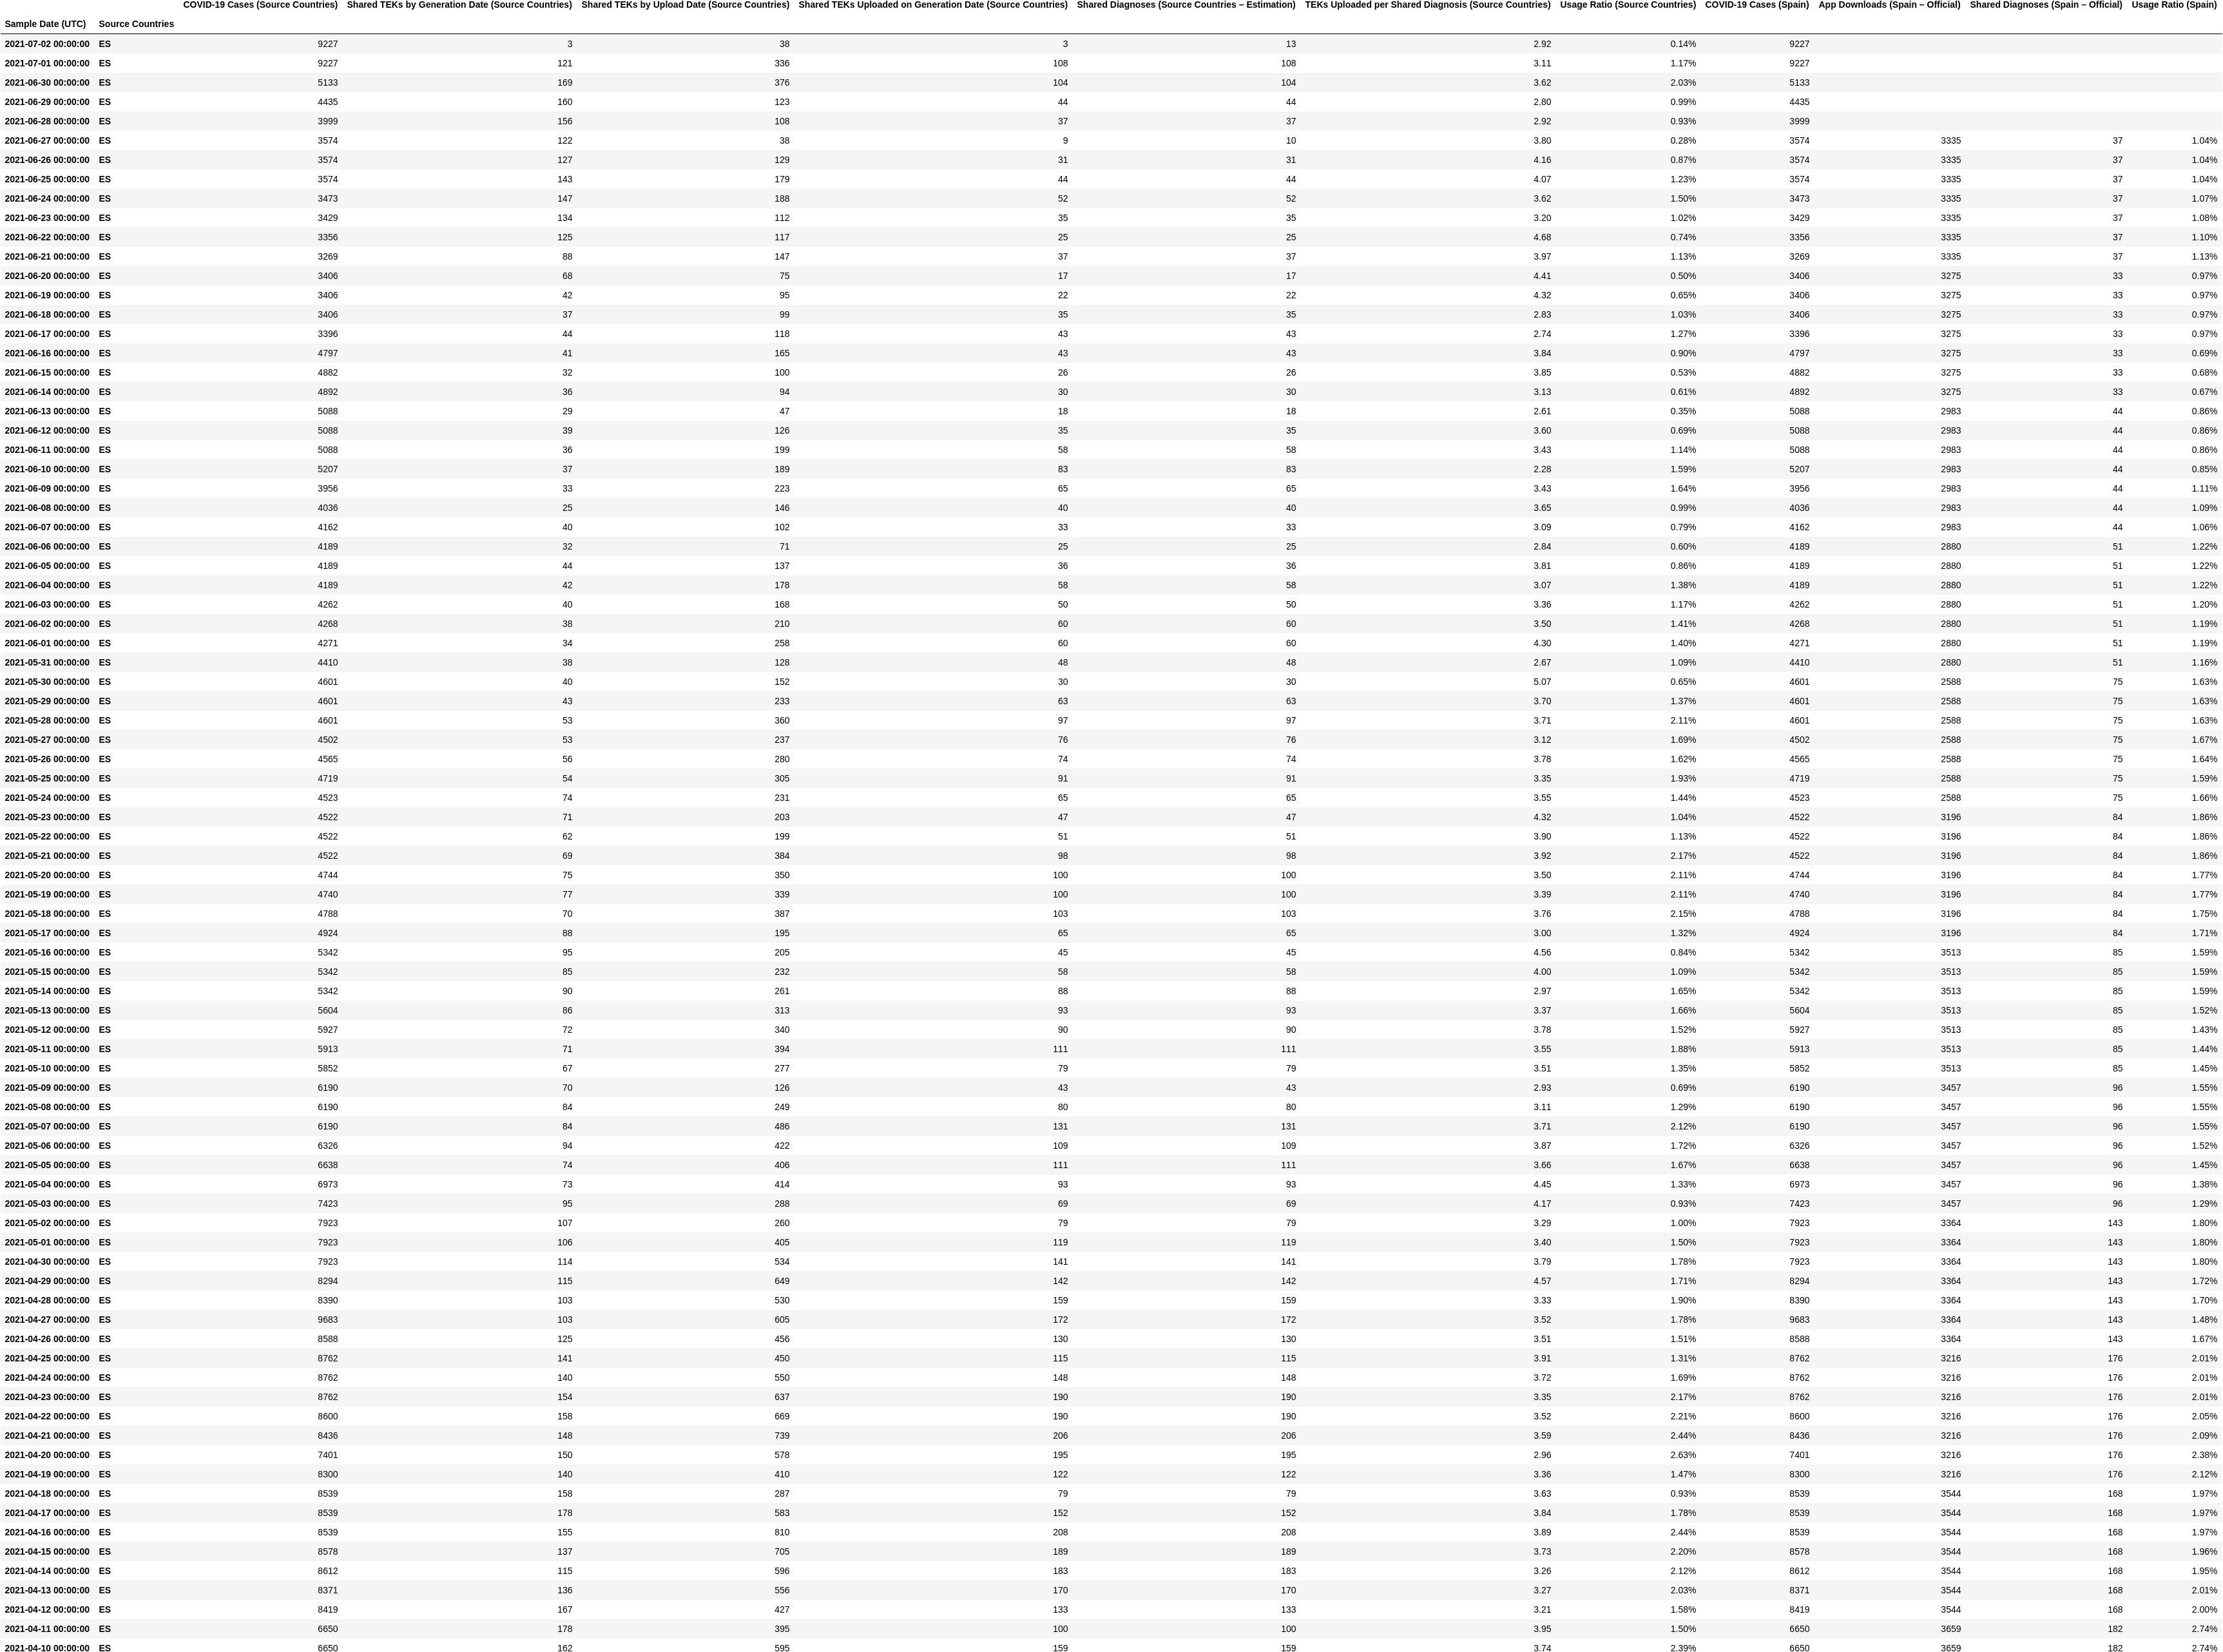 COVID-19 Cases (Source Countries) Shared TEKs by Generation Date (Source Countries) Shared TEKs by Upload Date (Source Countries) Shared TEKs Uploaded on Generation Date (Source Countries) Shared Diagnoses (Source Countries – Estimation) TEKs Uploaded per Shared Diagnosis (Source Countries) Usage Ratio (Source Countries) COVID-19 Cases (Spain) App Downloads (Spain – Official) Shared Diagnoses (Spain – Official) Usage Ratio (Spain)
Sample Date (UTC) Source Countries
2021-07-02 00:00:00 ES 9227 3 38 3 13 2.92 0.14% 9227
2021-07-01 00:00:00 ES 9227 121 336 108 108 3.11 1.17% 9227
2021-06-30 00:00:00 ES 5133 169 376 104 104 3.62 2.03% 5133
2021-06-29 00:00:00 ES 4435 160 123 44 44 2.80 0.99% 4435
2021-06-28 00:00:00 ES 3999 156 108 37 37 2.92 0.93% 3999
2021-06-27 00:00:00 ES 3574 122 38 9 10 3.80 0.28% 3574 3335 37 1.04%
2021-06-26 00:00:00 ES 3574 127 129 31 31 4.16 0.87% 3574 3335 37 1.04%
2021-06-25 00:00:00 ES 3574 143 179 44 44 4.07 1.23% 3574 3335 37 1.04%
2021-06-24 00:00:00 ES 3473 147 188 52 52 3.62 1.50% 3473 3335 37 1.07%
2021-06-23 00:00:00 ES 3429 134 112 35 35 3.20 1.02% 3429 3335 37 1.08%
2021-06-22 00:00:00 ES 3356 125 117 25 25 4.68 0.74% 3356 3335 37 1.10%
2021-06-21 00:00:00 ES 3269 88 147 37 37 3.97 1.13% 3269 3335 37 1.13%
2021-06-20 00:00:00 ES 3406 68 75 17 17 4.41 0.50% 3406 3275 33 0.97%
2021-06-19 00:00:00 ES 3406 42 95 22 22 4.32 0.65% 3406 3275 33 0.97%
2021-06-18 00:00:00 ES 3406 37 99 35 35 2.83 1.03% 3406 3275 33 0.97%
2021-06-17 00:00:00 ES 3396 44 118 43 43 2.74 1.27% 3396 3275 33 0.97%
2021-06-16 00:00:00 ES 4797 41 165 43 43 3.84 0.90% 4797 3275 33 0.69%
2021-06-15 00:00:00 ES 4882 32 100 26 26 3.85 0.53% 4882 3275 33 0.68%
2021-06-14 00:00:00 ES 4892 36 94 30 30 3.13 0.61% 4892 3275 33 0.67%
2021-06-13 00:00:00 ES 5088 29 47 18 18 2.61 0.35% 5088 2983 44 0.86%
2021-06-12 00:00:00 ES 5088 39 126 35 35 3.60 0.69% 5088 2983 44 0.86%
2021-06-11 00:00:00 ES 5088 36 199 58 58 3.43 1.14% 5088 2983 44 0.86%
2021-06-10 00:00:00 ES 5207 37 189 83 83 2.28 1.59% 5207 2983 44 0.85%
2021-06-09 00:00:00 ES 3956 33 223 65 65 3.43 1.64% 3956 2983 44 1.11%
2021-06-08 00:00:00 ES 4036 25 146 40 40 3.65 0.99% 4036 2983 44 1.09%
2021-06-07 00:00:00 ES 4162 40 102 33 33 3.09 0.79% 4162 2983 44 1.06%
2021-06-06 00:00:00 ES 4189 32 71 25 25 2.84 0.60% 4189 2880 51 1.22%
2021-06-05 00:00:00 ES 4189 44 137 36 36 3.81 0.86% 4189 2880 51 1.22%
2021-06-04 00:00:00 ES 4189 42 178 58 58 3.07 1.38% 4189 2880 51 1.22%
2021-06-03 00:00:00 ES 4262 40 168 50 50 3.36 1.17% 4262 2880 51 1.20%
2021-06-02 00:00:00 ES 4268 38 210 60 60 3.50 1.41% 4268 2880 51 1.19%
2021-06-01 00:00:00 ES 4271 34 258 60 60 4.30 1.40% 4271 2880 51 1.19%
2021-05-31 00:00:00 ES 4410 38 128 48 48 2.67 1.09% 4410 2880 51 1.16%
2021-05-30 00:00:00 ES 4601 40 152 30 30 5.07 0.65% 4601 2588 75 1.63%
2021-05-29 00:00:00 ES 4601 43 233 63 63 3.70 1.37% 4601 2588 75 1.63%
2021-05-28 00:00:00 ES 4601 53 360 97 97 3.71 2.11% 4601 2588 75 1.63%
2021-05-27 00:00:00 ES 4502 53 237 76 76 3.12 1.69% 4502 2588 75 1.67%
2021-05-26 00:00:00 ES 4565 56 280 74 74 3.78 1.62% 4565 2588 75 1.64%
2021-05-25 00:00:00 ES 4719 54 305 91 91 3.35 1.93% 4719 2588 75 1.59%
2021-05-24 00:00:00 ES 4523 74 231 65 65 3.55 1.44% 4523 2588 75 1.66%
2021-05-23 00:00:00 ES 4522 71 203 47 47 4.32 1.04% 4522 3196 84 1.86%
2021-05-22 00:00:00 ES 4522 62 199 51 51 3.90 1.13% 4522 3196 84 1.86%
2021-05-21 00:00:00 ES 4522 69 384 98 98 3.92 2.17% 4522 3196 84 1.86%
2021-05-20 00:00:00 ES 4744 75 350 100 100 3.50 2.11% 4744 3196 84 1.77%
2021-05-19 00:00:00 ES 4740 77 339 100 100 3.39 2.11% 4740 3196 84 1.77%
2021-05-18 00:00:00 ES 4788 70 387 103 103 3.76 2.15% 4788 3196 84 1.75%
2021-05-17 00:00:00 ES 4924 88 195 65 65 3.00 1.32% 4924 3196 84 1.71%
2021-05-16 00:00:00 ES 5342 95 205 45 45 4.56 0.84% 5342 3513 85 1.59%
2021-05-15 00:00:00 ES 5342 85 232 58 58 4.00 1.09% 5342 3513 85 1.59%
2021-05-14 00:00:00 ES 5342 90 261 88 88 2.97 1.65% 5342 3513 85 1.59%
2021-05-13 00:00:00 ES 5604 86 313 93 93 3.37 1.66% 5604 3513 85 1.52%
2021-05-12 00:00:00 ES 5927 72 340 90 90 3.78 1.52% 5927 3513 85 1.43%
2021-05-11 00:00:00 ES 5913 71 394 111 111 3.55 1.88% 5913 3513 85 1.44%
2021-05-10 00:00:00 ES 5852 67 277 79 79 3.51 1.35% 5852 3513 85 1.45%
2021-05-09 00:00:00 ES 6190 70 126 43 43 2.93 0.69% 6190 3457 96 1.55%
2021-05-08 00:00:00 ES 6190 84 249 80 80 3.11 1.29% 6190 3457 96 1.55%
2021-05-07 00:00:00 ES 6190 84 486 131 131 3.71 2.12% 6190 3457 96 1.55%
2021-05-06 00:00:00 ES 6326 94 422 109 109 3.87 1.72% 6326 3457 96 1.52%
2021-05-05 00:00:00 ES 6638 74 406 111 111 3.66 1.67% 6638 3457 96 1.45%
2021-05-04 00:00:00 ES 6973 73 414 93 93 4.45 1.33% 6973 3457 96 1.38%
2021-05-03 00:00:00 ES 7423 95 288 69 69 4.17 0.93% 7423 3457 96 1.29%
2021-05-02 00:00:00 ES 7923 107 260 79 79 3.29 1.00% 7923 3364 143 1.80%
2021-05-01 00:00:00 ES 7923 106 405 119 119 3.40 1.50% 7923 3364 143 1.80%
2021-04-30 00:00:00 ES 7923 114 534 141 141 3.79 1.78% 7923 3364 143 1.80%
2021-04-29 00:00:00 ES 8294 115 649 142 142 4.57 1.71% 8294 3364 143 1.72%
2021-04-28 00:00:00 ES 8390 103 530 159 159 3.33 1.90% 8390 3364 143 1.70%
2021-04-27 00:00:00 ES 9683 103 605 172 172 3.52 1.78% 9683 3364 143 1.48%
2021-04-26 00:00:00 ES 8588 125 456 130 130 3.51 1.51% 8588 3364 143 1.67%
2021-04-25 00:00:00 ES 8762 141 450 115 115 3.91 1.31% 8762 3216 176 2.01%
2021-04-24 00:00:00 ES 8762 140 550 148 148 3.72 1.69% 8762 3216 176 2.01%
2021-04-23 00:00:00 ES 8762 154 637 190 190 3.35 2.17% 8762 3216 176 2.01%
2021-04-22 00:00:00 ES 8600 158 669 190 190 3.52 2.21% 8600 3216 176 2.05%
2021-04-21 00:00:00 ES 8436 148 739 206 206 3.59 2.44% 8436 3216 176 2.09%
2021-04-20 00:00:00 ES 7401 150 578 195 195 2.96 2.63% 7401 3216 176 2.38%
2021-04-19 00:00:00 ES 8300 140 410 122 122 3.36 1.47% 8300 3216 176 2.12%
2021-04-18 00:00:00 ES 8539 158 287 79 79 3.63 0.93% 8539 3544 168 1.97%
2021-04-17 00:00:00 ES 8539 178 583 152 152 3.84 1.78% 8539 3544 168 1.97%
2021-04-16 00:00:00 ES 8539 155 810 208 208 3.89 2.44% 8539 3544 168 1.97%
2021-04-15 00:00:00 ES 8578 137 705 189 189 3.73 2.20% 8578 3544 168 1.96%
2021-04-14 00:00:00 ES 8612 115 596 183 183 3.26 2.12% 8612 3544 168 1.95%
2021-04-13 00:00:00 ES 8371 136 556 170 170 3.27 2.03% 8371 3544 168 2.01%
2021-04-12 00:00:00 ES 8419 167 427 133 133 3.21 1.58% 8419 3544 168 2.00%
2021-04-11 00:00:00 ES 6650 178 395 100 100 3.95 1.50% 6650 3659 182 2.74%
2021-04-10 00:00:00 ES 6650 162 595 159 159 3.74 2.39% 6650 3659 182 2.74%